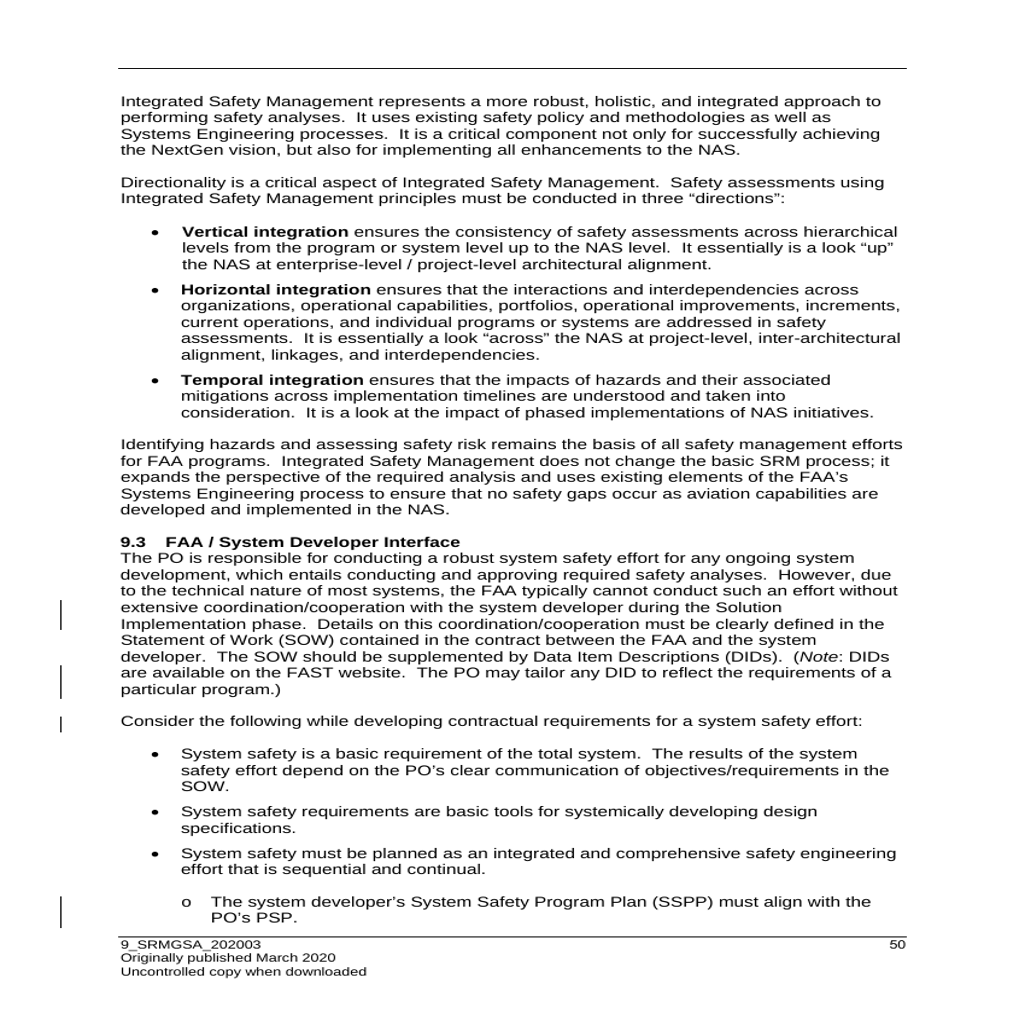 Integrated Safety Management represents a more robust, holistic, and integrated approach to
performing safety analyses.  It uses existing safety policy and methodologies as well as
Systems Engineering processes.  It is a critical component not only for successfully achieving
the NextGen vision, but also for implementing all enhancements to the NAS.
Directionality is a critical aspect of Integrated Safety Management.  Safety assessments using
Integrated Safety Management principles must be conducted in three “directions”:
• Vertical integration ensures the consistency of safety assessments across hierarchical
levels from the program or system level up to the NAS level.  It essentially is a look “up”
the NAS at enterprise-level / project-level architectural alignment.
• Horizontal integration ensures that the interactions and interdependencies across
organizations, operational capabilities, portfolios, operational improvements, increments,
current operations, and individual programs or systems are addressed in safety
assessments.  It is essentially a look “across” the NAS at project-level, inter-architectural
alignment, linkages, and interdependencies.
• Temporal integration ensures that the impacts of hazards and their associated
mitigations across implementation timelines are understood and taken into
consideration.  It is a look at the impact of phased implementations of NAS initiatives.
Identifying hazards and assessing safety risk remains the basis of all safety management efforts
for FAA programs.  Integrated Safety Management does not change the basic SRM process; it
expands the perspective of the required analysis and uses existing elements of the FAA’s
Systems Engineering process to ensure that no safety gaps occur as aviation capabilities are
developed and implemented in the NAS.
9.3 FAA / System Developer Interface
The PO is responsible for conducting a robust system safety effort for any ongoing system
development, which entails conducting and approving required safety analyses.  However, due
to the technical nature of most systems, the FAA typically cannot conduct such an effort without
extensive coordination/cooperation with the system developer during the Solution
Implementation phase.  Details on this coordination/cooperation must be clearly defined in the
Statement of Work (SOW) contained in the contract between the FAA and the system
developer.  The SOW should be supplemented by Data Item Descriptions (DIDs).  (Note: DIDs
are available on the FAST website.  The PO may tailor any DID to reflect the requirements of a
particular program.)
Consider the following while developing contractual requirements for a system safety effort:
• System safety is a basic requirement of the total system.  The results of the system
safety effort depend on the PO’s clear communication of objectives/requirements in the
SOW.
• System safety requirements are basic tools for systemically developing design
specifications.
• System safety must be planned as an integrated and comprehensive safety engineering
effort that is sequential and continual.
o The system developer’s System Safety Program Plan (SSPP) must align with the
PO’s PSP.
9_SRMGSA_202003 50
Originally published March 2020
Uncontrolled copy when downloaded